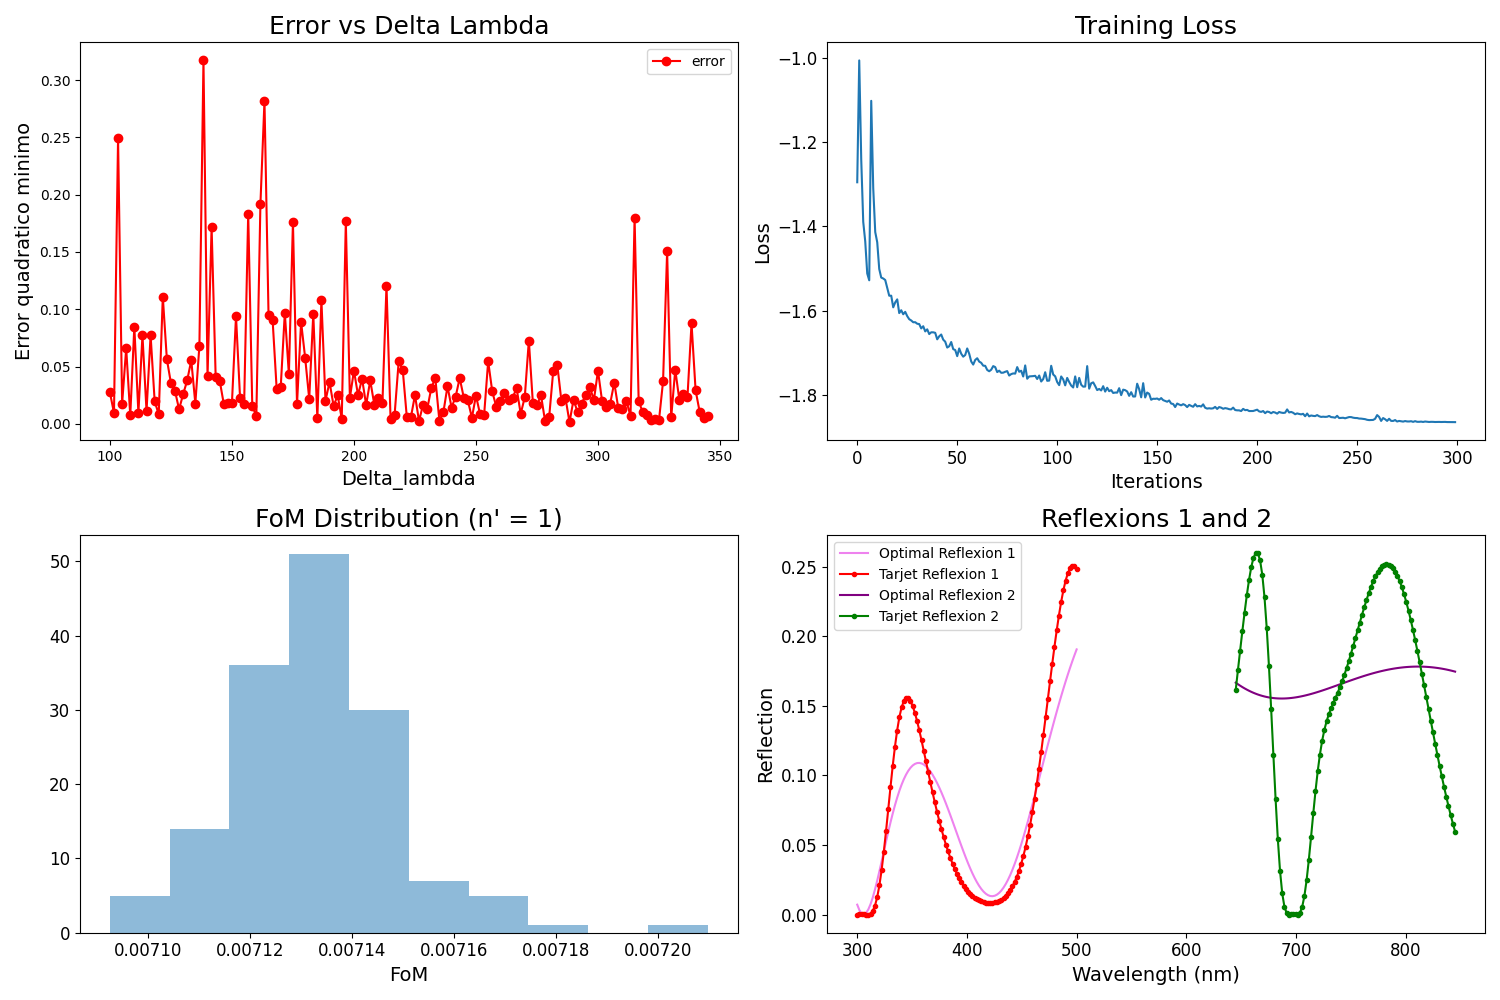 Error vs Delta Lambda
error
Error quadratico minimo
0.30
0.25
0.20
0.15
0.10
0.05
0.00
100 150 200 250 300 350
Delta_lambda
Training Loss
Loss
−1.0
−1.2
−1.4
−1.6
−1.8
0 50 100 150 200 250 300
Iterations
FoM Distribution (n' = 1)
50
40
30
20
10
0
0.00710 0.00712 0.00714 0.00716 0.00718 0.00720
FoM
Reflexions 1 and 2
Optimal Reflexion 1
Tarjet Reflexion 1
Optimal Reflexion 2
Tarjet Reflexion 2
Reflection
0.25
0.20
0.15
0.10
0.05
0.00
300 400 500 600 700 800
Wavelength (nm)